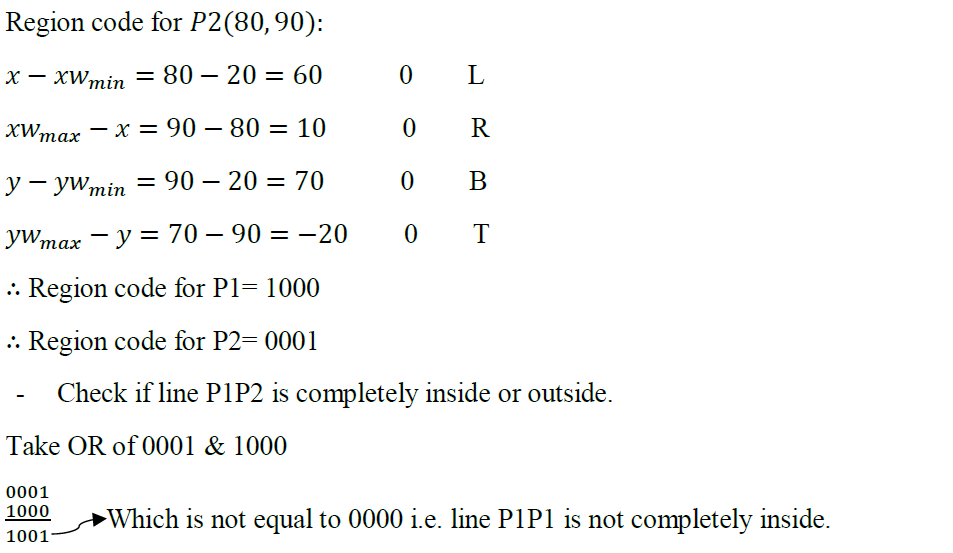 Region code for P2(80, 90):
x − xw_min = 80 − 20 = 60 0 L
xw_max − x = 90 − 80 = 10 0 R
y − yw_min = 90 − 20 = 70 0 B
yw_max − y = 70 − 90 = −20 0 T
∴ Region code for P1= 1000
∴ Region code for P2= 0001
- Check if line P1P2 is completely inside or outside.
Take OR of 0001 & 1000
0001
1000
1001 Which is not equal to 0000 i.e. line P1P1 is not completely inside.